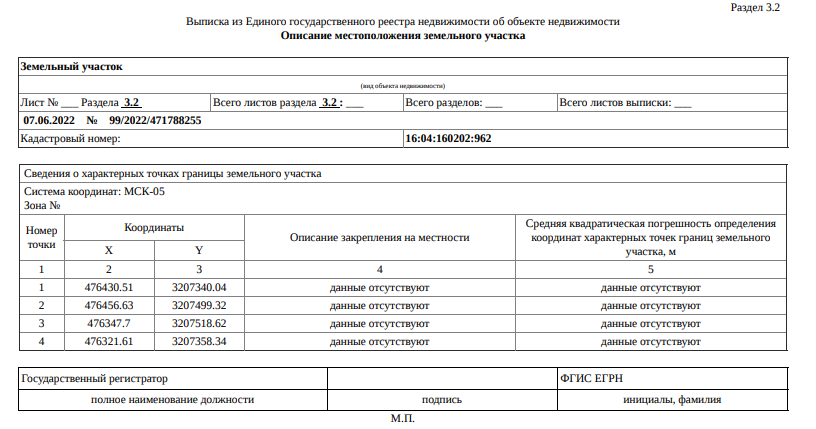 Раздел 3.2
Выписка из Единого государственного реестра недвижимости об объекте недвижимости
Описание местоположения земельного участка
Земельный участок
(вид объекта недвижимости)
Лист № ___ Раздела 3.2 Всего листов раздела 3.2 : ___ Всего разделов: ___ Всего листов выписки: ___
07.06.2022 № 99/2022/471788255
Кадастровый номер: 16:04:160202:962
Сведения о характерных точках границы земельного участка
Система координат: МСК-05
Зона №
Номер точки Координаты Описание закрепления на местности Средняя квадратическая погрешность определения координат характерных точек границ земельного участка, м
X Y
1 2 3 4 5
1 476430.51 3207340.04 данные отсутствуют данные отсутствуют
2 476456.63 3207499.32 данные отсутствуют данные отсутствуют
3 476347.7 3207518.62 данные отсутствуют данные отсутствуют
4 476321.61 3207358.34 данные отсутствуют данные отсутствуют
Государственный регистратор ФГИС ЕГРН
полное наименование должности подпись инициалы, фамилия
М.П.